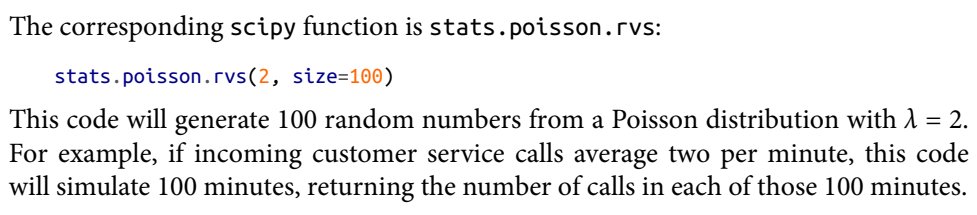 The corresponding scipy function is stats.poisson.rvs:
stats.poisson.rvs(2, size=100)
This code will generate 100 random numbers from a Poisson distribution with λ = 2.
For example, if incoming customer service calls average two per minute, this code
will simulate 100 minutes, returning the number of calls in each of those 100 minutes.